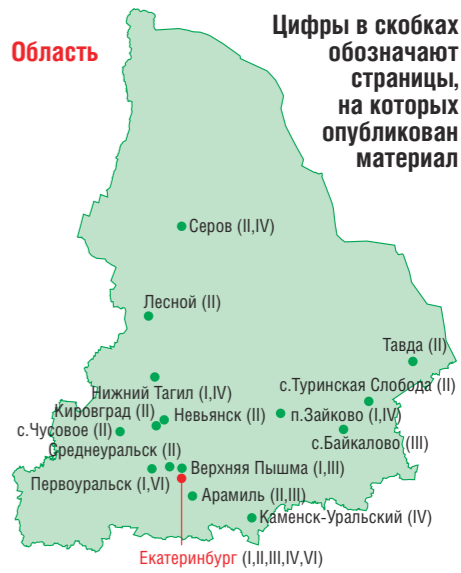 Область
Цифры в скобках
обозначают
страницы,
на которых
опубликован
материал
Серов (II,IV)
Лесной (II)
Тавда (II)
с.Туринская Слобода (II)
Нижний Тагил (I,IV)
Кировград (II)
Невьянск (II)
п.Зайково (I,IV)
с.Чусовое (II)
с.Байкалово (III)
Среднеуральск (II)
Верхняя Пышма (I,III)
Первоуральск (I,VI)
Арамиль (II,III)
Каменск-Уральский (IV)
Екатеринбург (I,II,III,IV,VI)